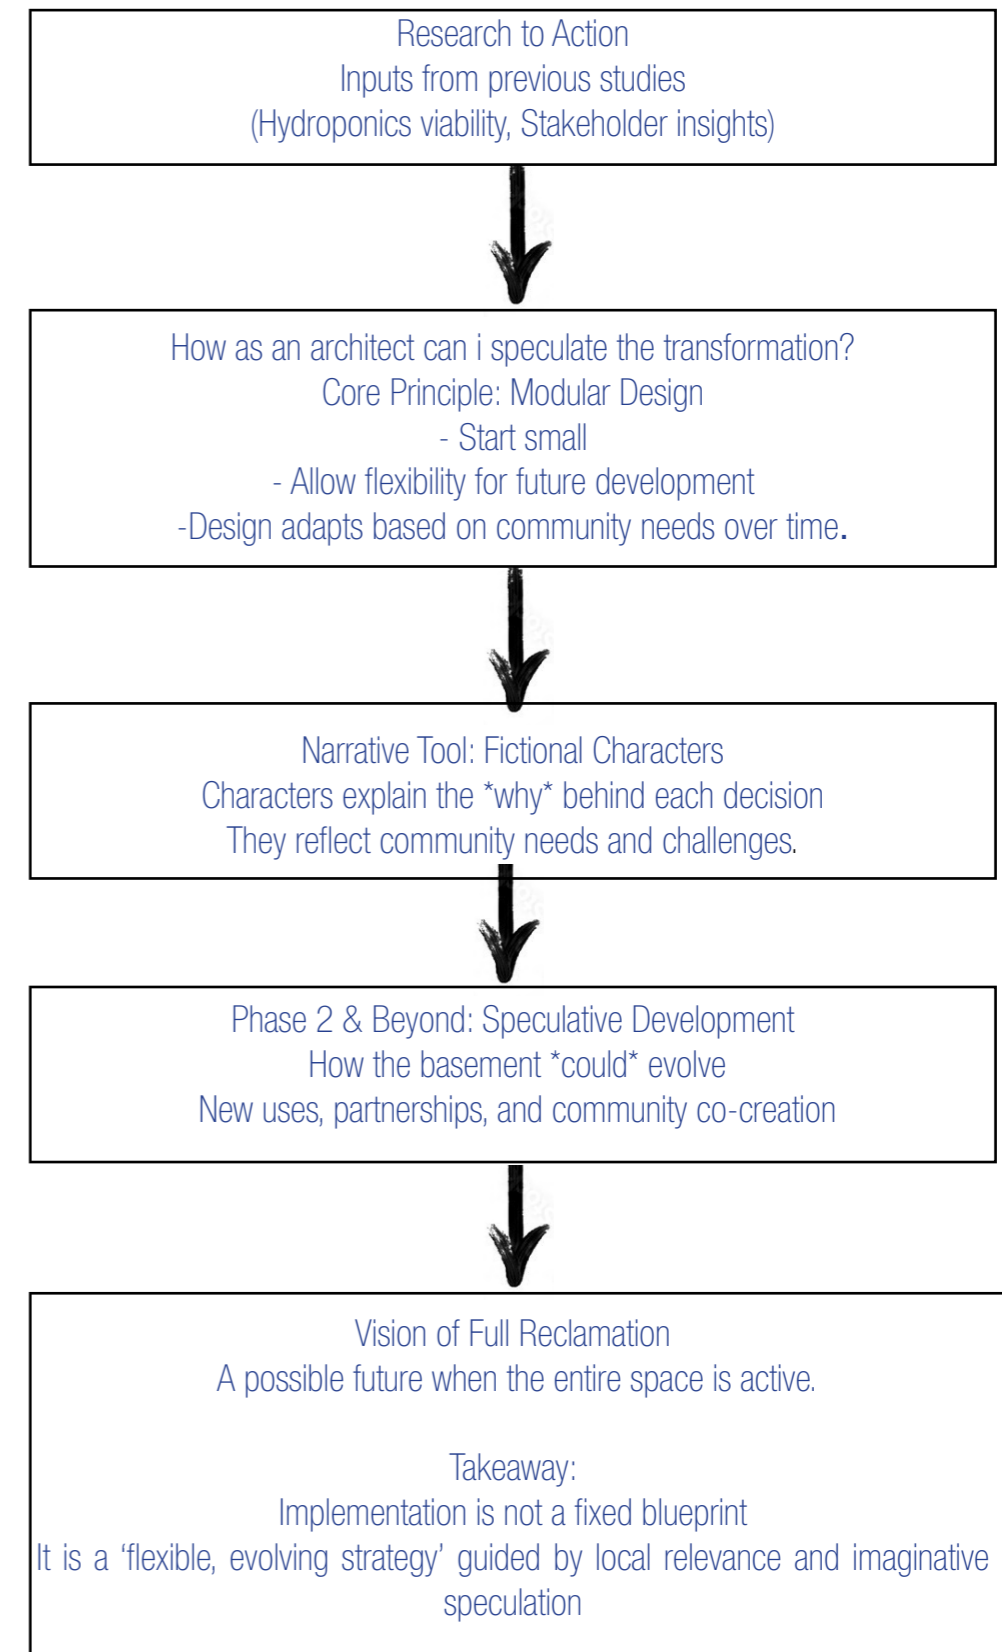 Research to Action
Inputs from previous studies
(Hydroponics viability, Stakeholder insights)
How as an architect can i speculate the transformation?
Core Principle: Modular Design
- Start small
- Allow flexibility for future development
-Design adapts based on community needs over time.
Narrative Tool: Fictional Characters
Characters explain the *why* behind each decision
They reflect community needs and challenges.
Phase 2 & Beyond: Speculative Development
How the basement *could* evolve
New uses, partnerships, and community co-creation
Vision of Full Reclamation
A possible future when the entire space is active.
Takeaway:
Implementation is not a fixed blueprint
It is a ‘flexible, evolving strategy’ guided by local relevance and imaginative
speculation